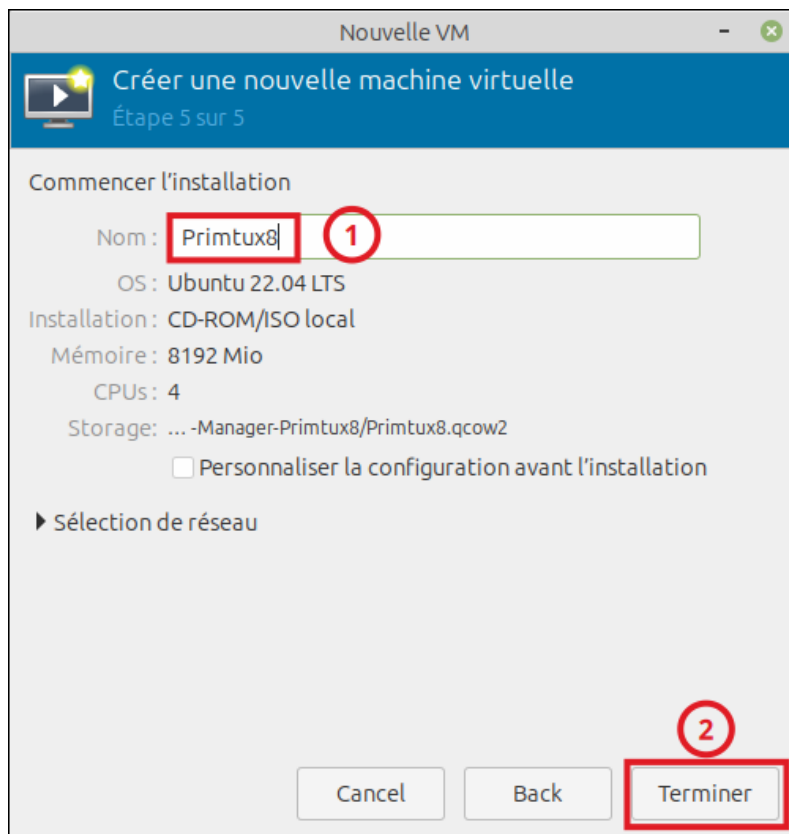 Nouvelle VM
Créer une nouvelle machine virtuelle
Étape 5 sur 5
Commencer l'installation
Nom : Primtux8 1
OS : Ubuntu 22.04 LTS
Installation : CD-ROM/ISO local
Mémoire : 8192 Mio
CPUs : 4
Storage: ... -Manager-Primtux8/Primtux8.qcow2
Personnaliser la configuration avant l'installation
Sélection de réseau
2
Cancel Back Terminer